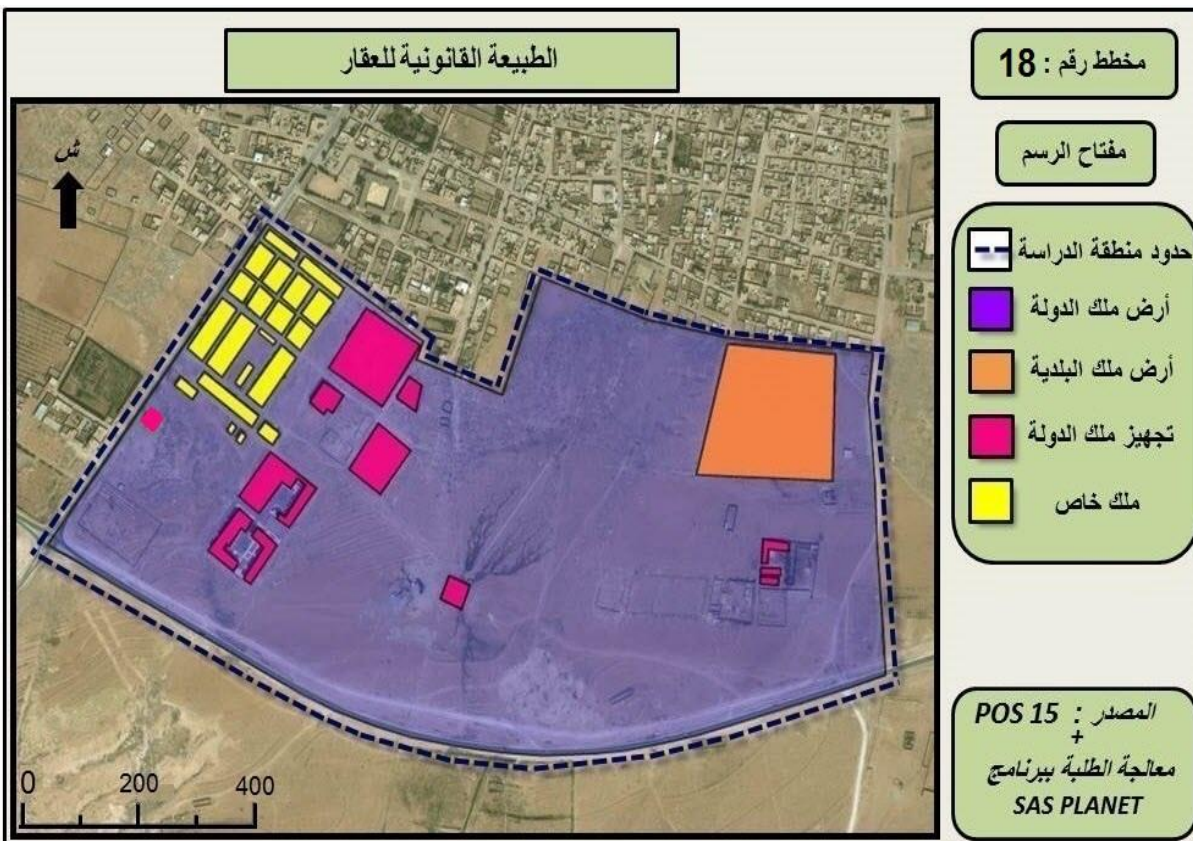 الطبيعة القانونية للعقار
مخطط رقم : 18
مفتاح الرسم
حدود منطقة الدراسة
أرض ملك الدولة
أرض ملك البلدية
تجهيز ملك الدولة
ملك خاص
ش
0 200 400
المصدر : POS 15
+
معالجة الطلبة ببرنامج
SAS PLANET